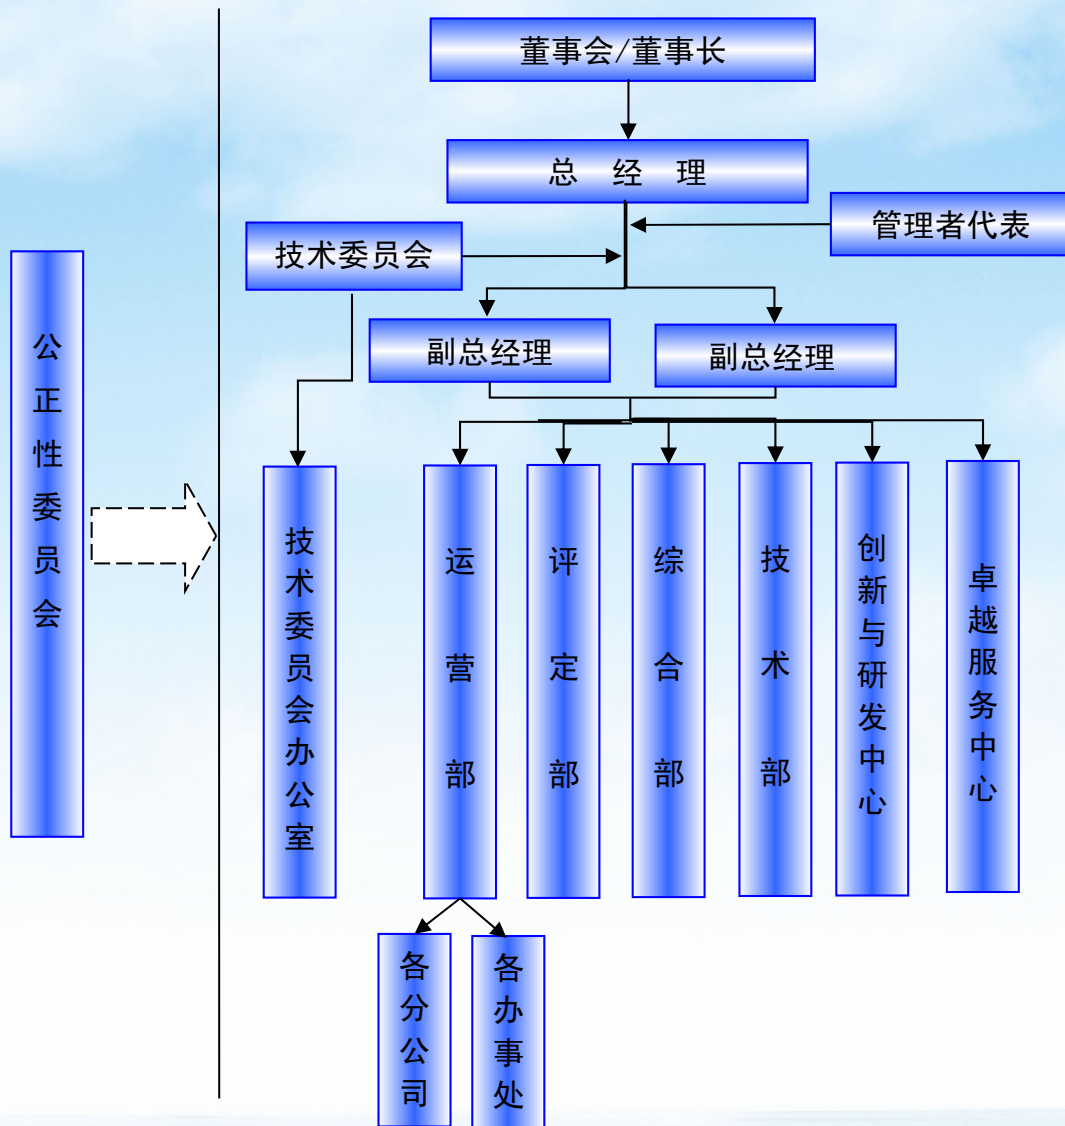 董事会/董事长
总 经 理
管理者代表
技术委员会
副总经理
副总经理
公正性委员会
技术委员会办公室
运营部
评定部
综合部
技术部
创新与研发中心
卓越服务中心
各分公司
各办事处